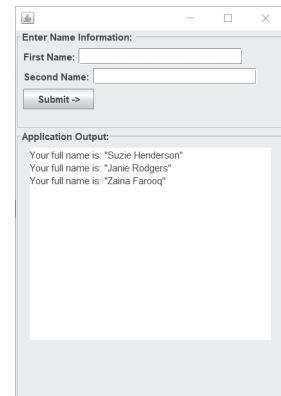 Enter Name Information:
First Name:
Second Name:
Submit ->
Application Output:
Your full name is: "Suzie Henderson"
Your full name is: "Janie Rodgers"
Your full name is: "Zaina Farooq"